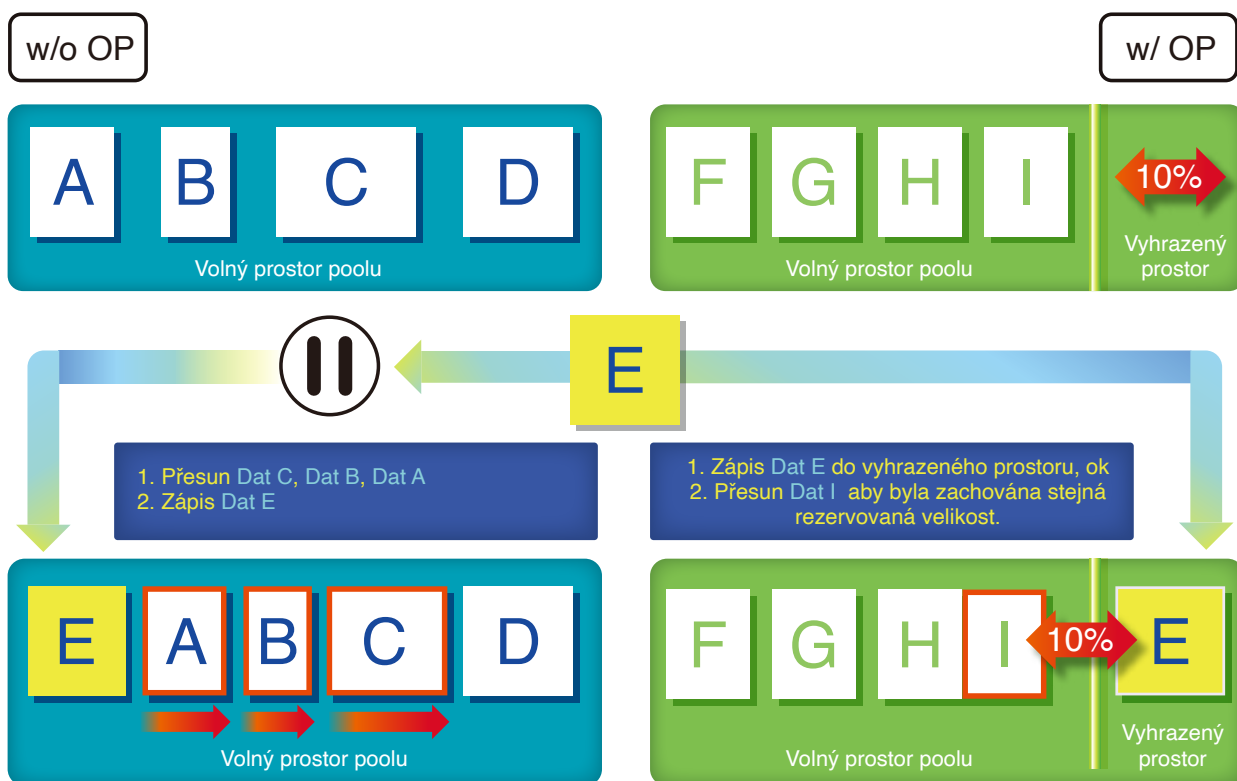 w/o OP
w/ OP
A B C D
Volný prostor poolu
F G H I
Volný prostor poolu
10%
Vyhrazený
prostor
E
1. Přesun Dat C, Dat B, Dat A
2. Zápis Dat E
1. Zápis Dat E do vyhrazeného prostoru, ok
2. Přesun Dat I aby byla zachována stejná
rezervovaná velikost.
E A B C D
Volný prostor poolu
F G H I
10%
E
Volný prostor poolu
Vyhrazený
prostor